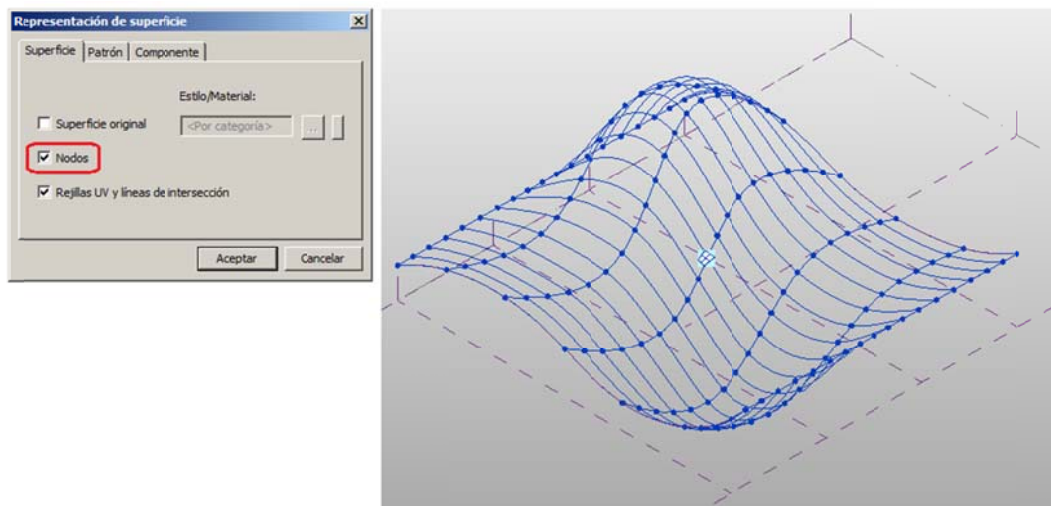 Representación de superficie
Superficie Patrón Componente
Estilo/Material:
Superficie original <Por categoría> ...
Nodos
Rejillas UV y líneas de intersección
Aceptar Cancelar